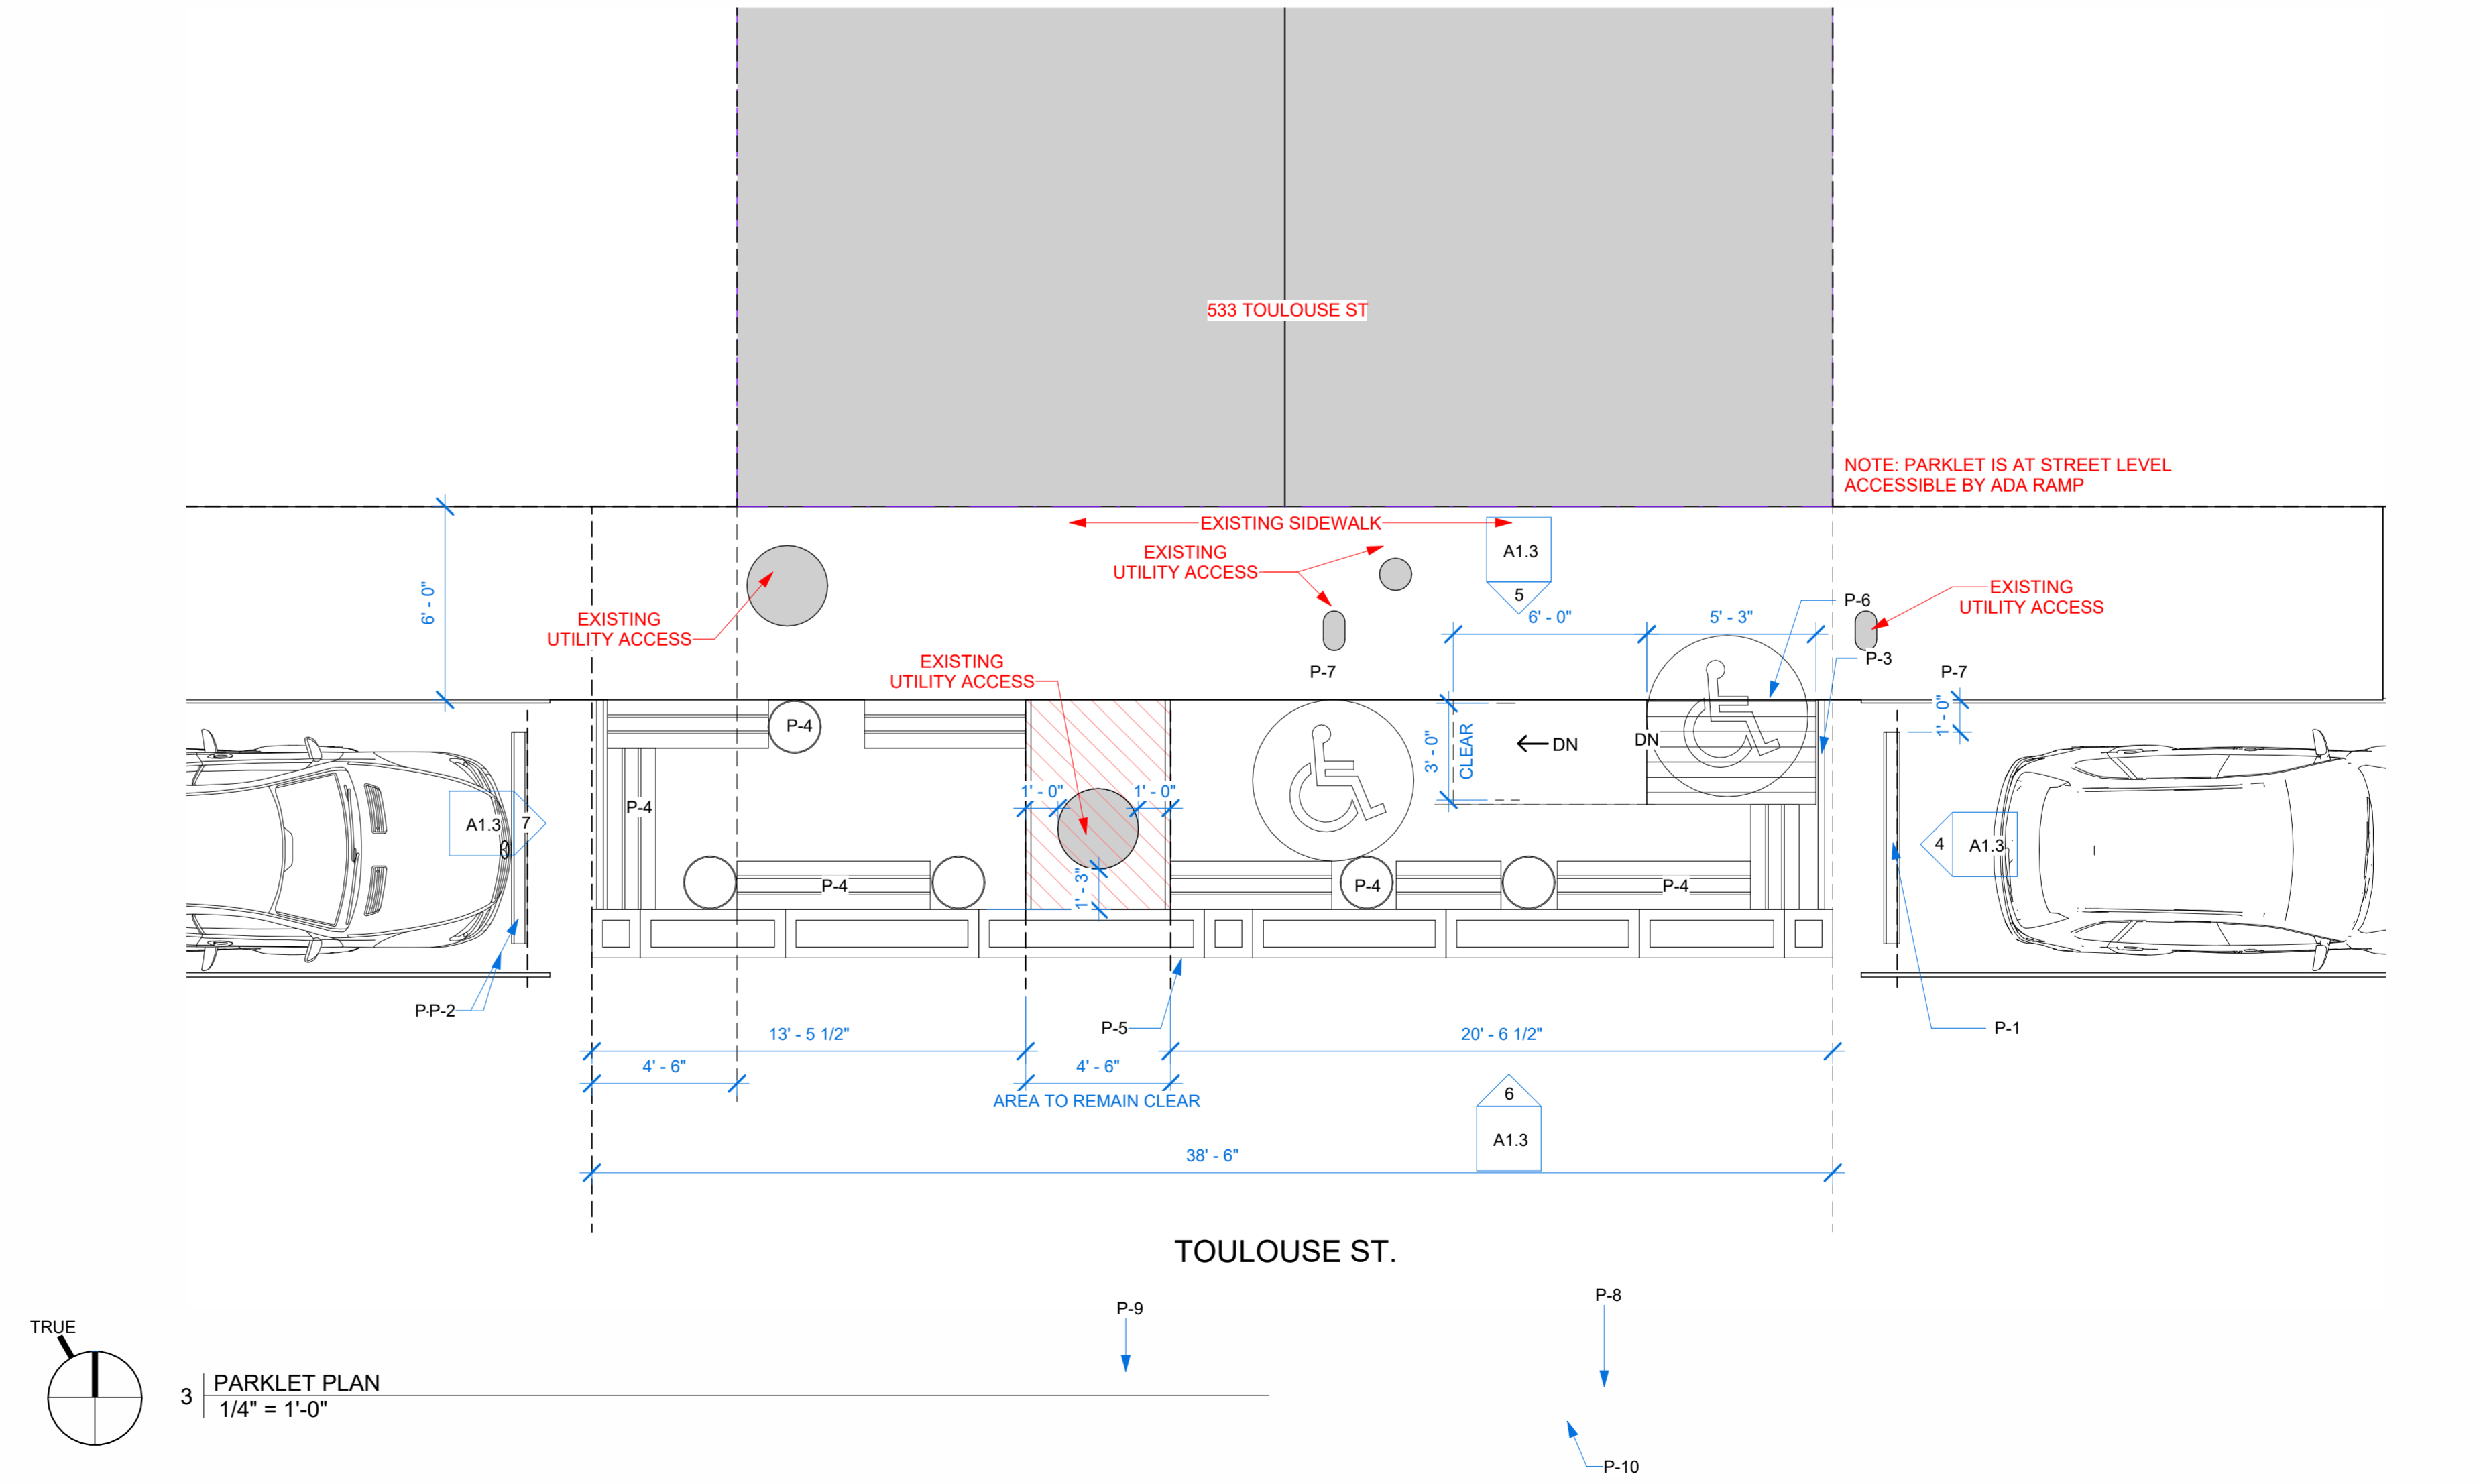 533 TOULOUSE ST
NOTE: PARKLET IS AT STREET LEVEL
ACCESSIBLE BY ADA RAMP
EXISTING SIDEWALK
EXISTING
UTILITY ACCESS
A1.3
5
6' - 0"
EXISTING
UTILITY ACCESS
6' - 0"
5' - 3"
P-6
EXISTING
UTILITY ACCESS
EXISTING
UTILITY ACCESS
P-7
P-3
P-7
1' - 0"
P-4
3' - 0"
CLEAR
DN
DN
P-4
1' - 0"
1' - 0"
A1.3
7
4
A1.3
1' - 3"
P-4
P-4
P-4
P-P-2
P-5
P-1
13' - 5 1/2"
20' - 6 1/2"
4' - 6"
4' - 6"
AREA TO REMAIN CLEAR
6
A1.3
38' - 6"
TOULOUSE ST.
P-9
P-8
TRUE
3
PARKLET PLAN
1/4" = 1'-0"
P-10